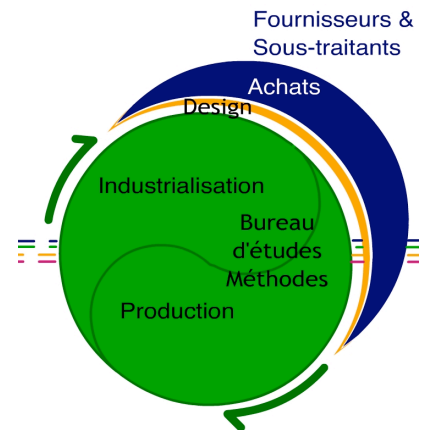 Fournisseurs &
Sous-traitants
Achats
Design
Industrialisation
Bureau
d'études
Méthodes
Production